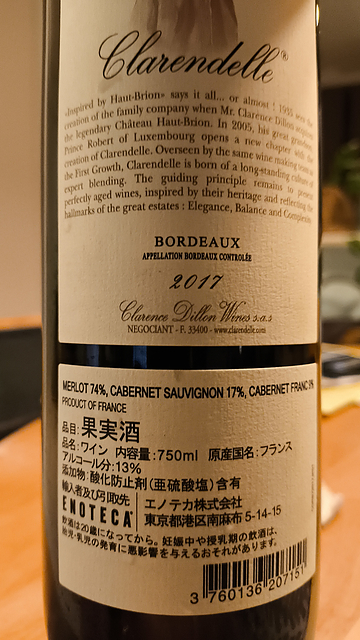 Clarendelle®
«Inspired by Haut-Brion» says it all... or almost ! 1935 saw the
creation of the family company when Mr. Clarence Dillon acquired
the legendary Château Haut-Brion. In 2005, his great grandson
Prince Robert of Luxembourg opens a new chapter with the
creation of Clarendelle. Overseen by the same wine making team as
the First Growth, Clarendelle is born of a long-standing culture of
expert blending. The guiding principle remains to provide
perfectly aged wines, inspired by their heritage and reflecting the
hallmarks of the great estates : Elegance, Balance and Complexity.
BORDEAUX
APPELLATION BORDEAUX CONTROLÉE
2017
Clarence Dillon Wines s.a.s
NEGOCIANT - F. 33400 - www.clarendelle.com
MERLOT 74%, CABERNET SAUVIGNON 17%, CABERNET FRANC 9%
PRODUCT OF FRANCE
品目:果実酒
品名:ワイン 内容量:750ml 原産国名:フランス
アルコール分:13%
添加物:酸化防止剤(亜硫酸塩)含有
輸入者及び引取先
ENOTECA
エノテカ株式会社
東京都港区南麻布 5-14-15
飲酒は20歳になってから。妊娠中や授乳期の飲酒は、
胎児・乳児の発育に悪影響を与えるおそれがあります。
3 760136 207151